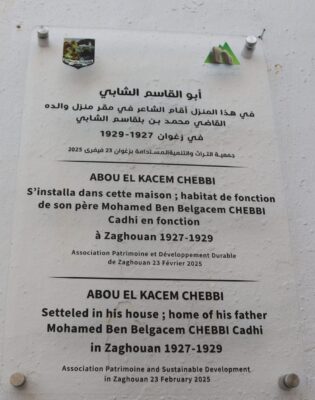 أبو القاسم الشابي
في هذا المنزل أقام الشاعر في مقر منزل والده
القاضي محمد بن بلقاسم الشابي
في زغوان 1927-1929
جمعية التراث والتنمية المستدامة بزغوان 23 فيفري 2025
ABOU EL KACEM CHEBBI
S'installa dans cette maison ; habitat de fonction
de son père Mohamed Ben Belgacem CHEBBI
Cadhi en fonction
à Zaghouan 1927-1929
Association Patrimoine et Développement Durable
de Zaghouan 23 Février 2025
ABOU EL KACEM CHEBBI
Setteled in his house ; home of his father
Mohamed Ben Belgacem CHEBBI Cadhi
in Zaghouan 1927-1929
Association Patrimoine and Sustainable Development
in Zaghouan 23 February 2025